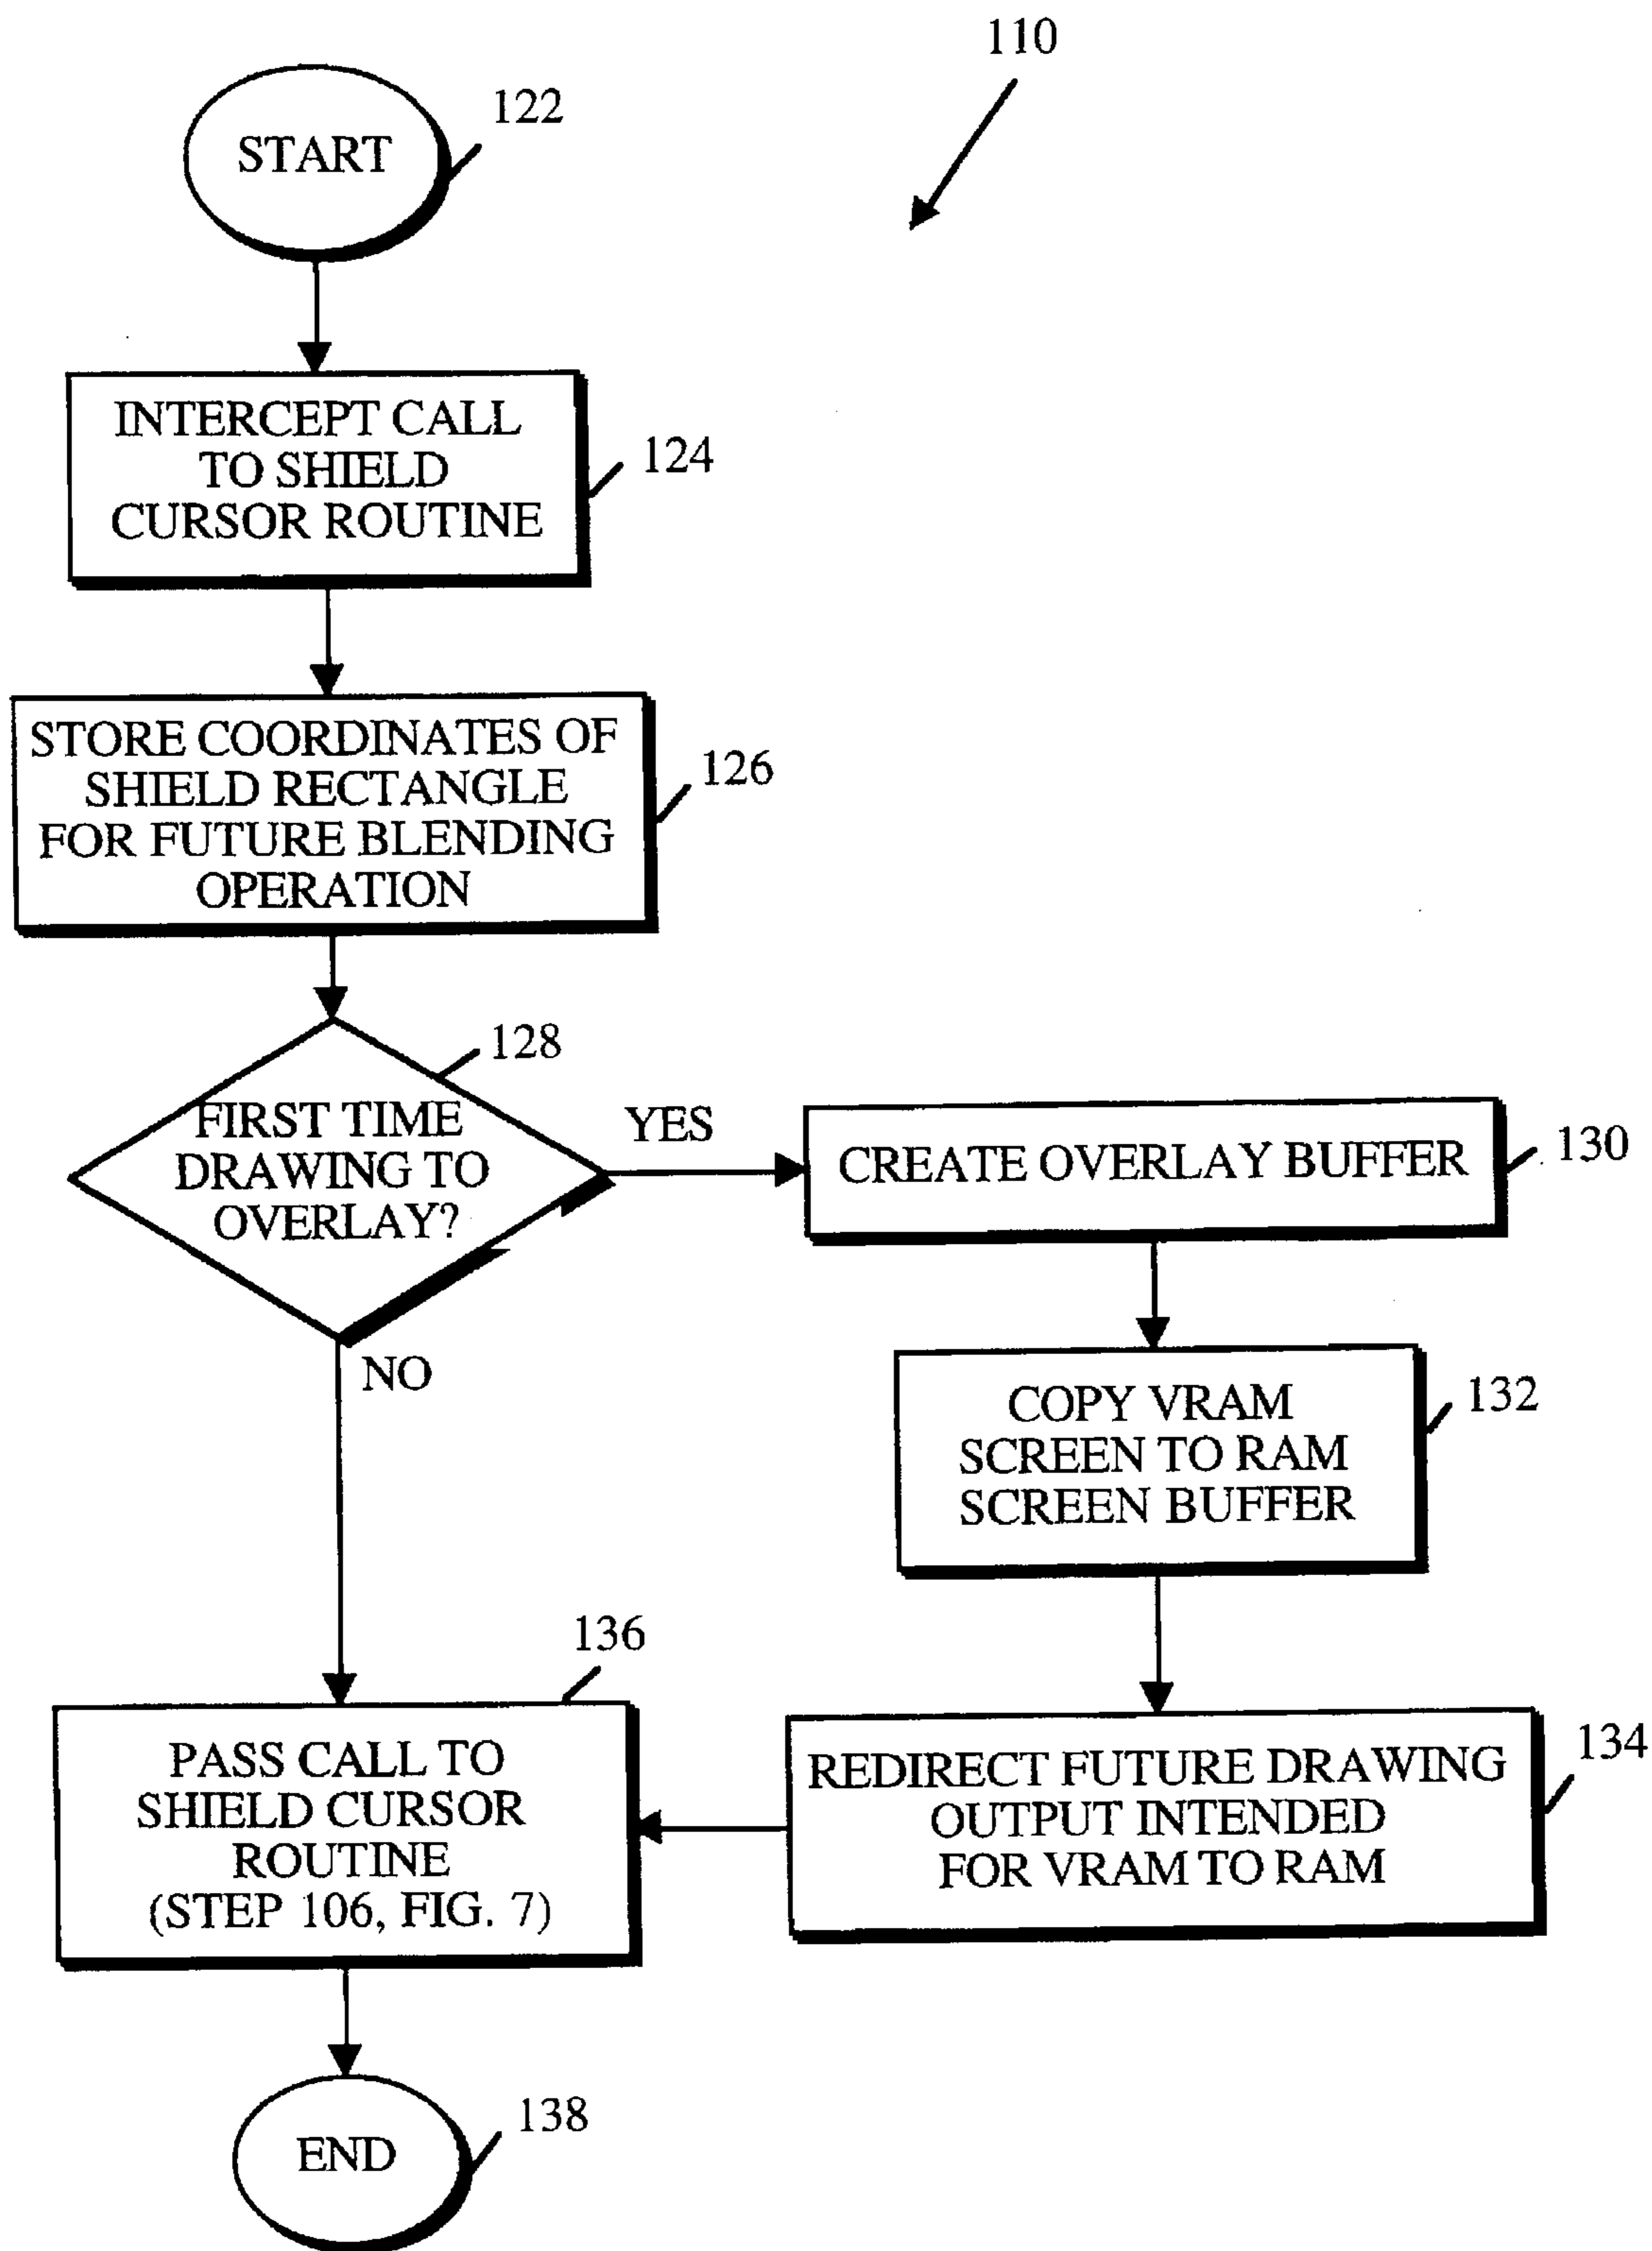 110
START
122
INTERCEPT CALL
TO SHIELD
CURSOR ROUTINE
124
STORE COORDINATES OF
SHIELD RECTANGLE
FOR FUTURE BLENDING
OPERATION
126
128
FIRST TIME
DRAWING TO
OVERLAY?
YES
NO
CREATE OVERLAY BUFFER
130
COPY VRAM
SCREEN TO RAM
SCREEN BUFFER
132
REDIRECT FUTURE DRAWING
OUTPUT INTENDED
FOR VRAM TO RAM
134
136
PASS CALL TO
SHIELD CURSOR
ROUTINE
(STEP 106, FIG. 7)
END
138